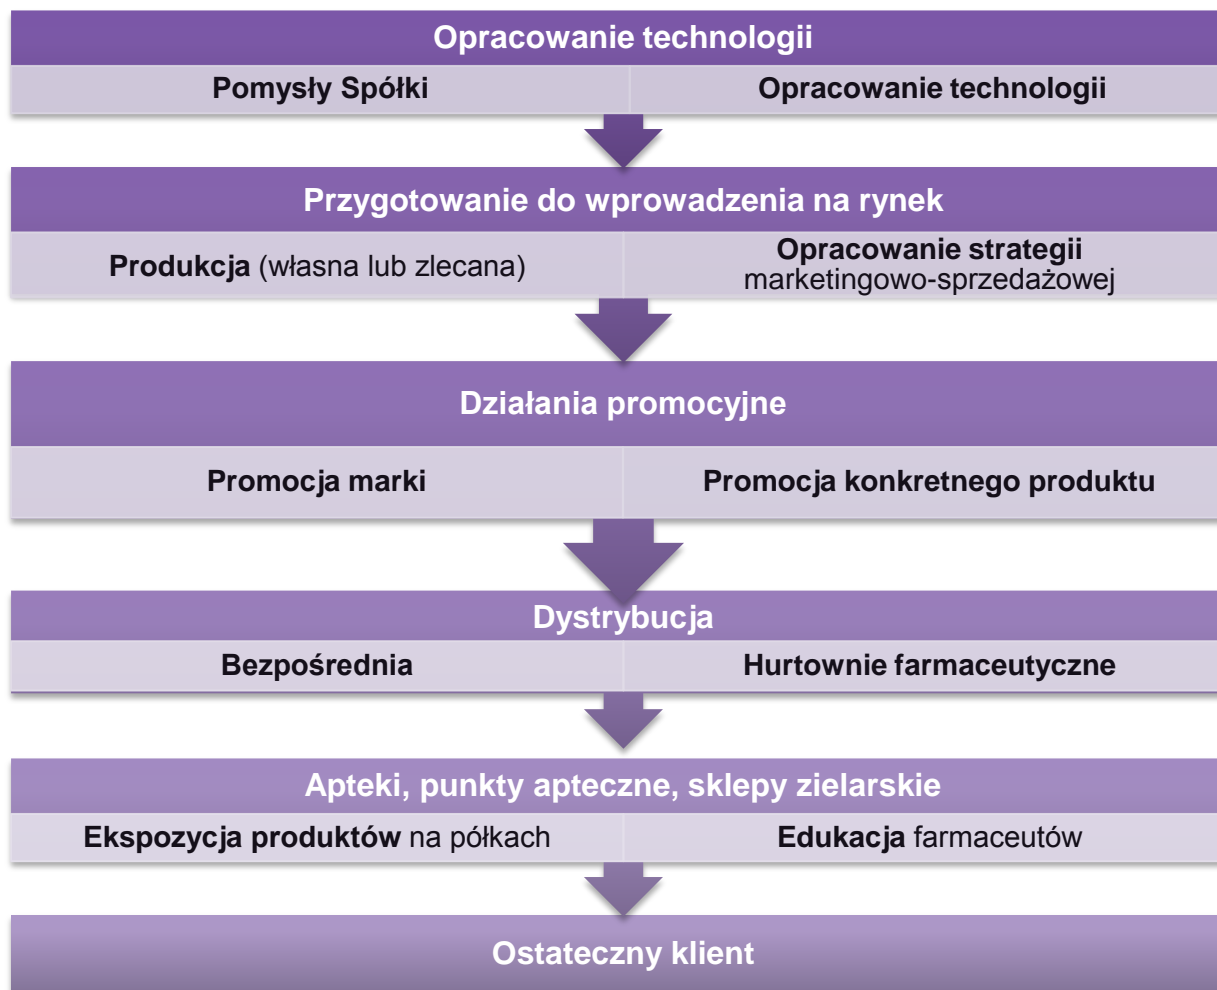 Opracowanie technologii
Pomysły Spółki
Opracowanie technologii
Przygotowanie do wprowadzenia na rynek
Produkcja (własna lub zlecana)
Opracowanie strategii
marketingowo-sprzedażowej
Działania promocyjne
Promocja marki
Promocja konkretnego produktu
Dystrybucja
Bezpośrednia
Hurtownie farmaceutyczne
Apteki, punkty apteczne, sklepy zielarskie
Ekspozycja produktów na półkach
Edukacja farmaceutów
Ostateczny klient